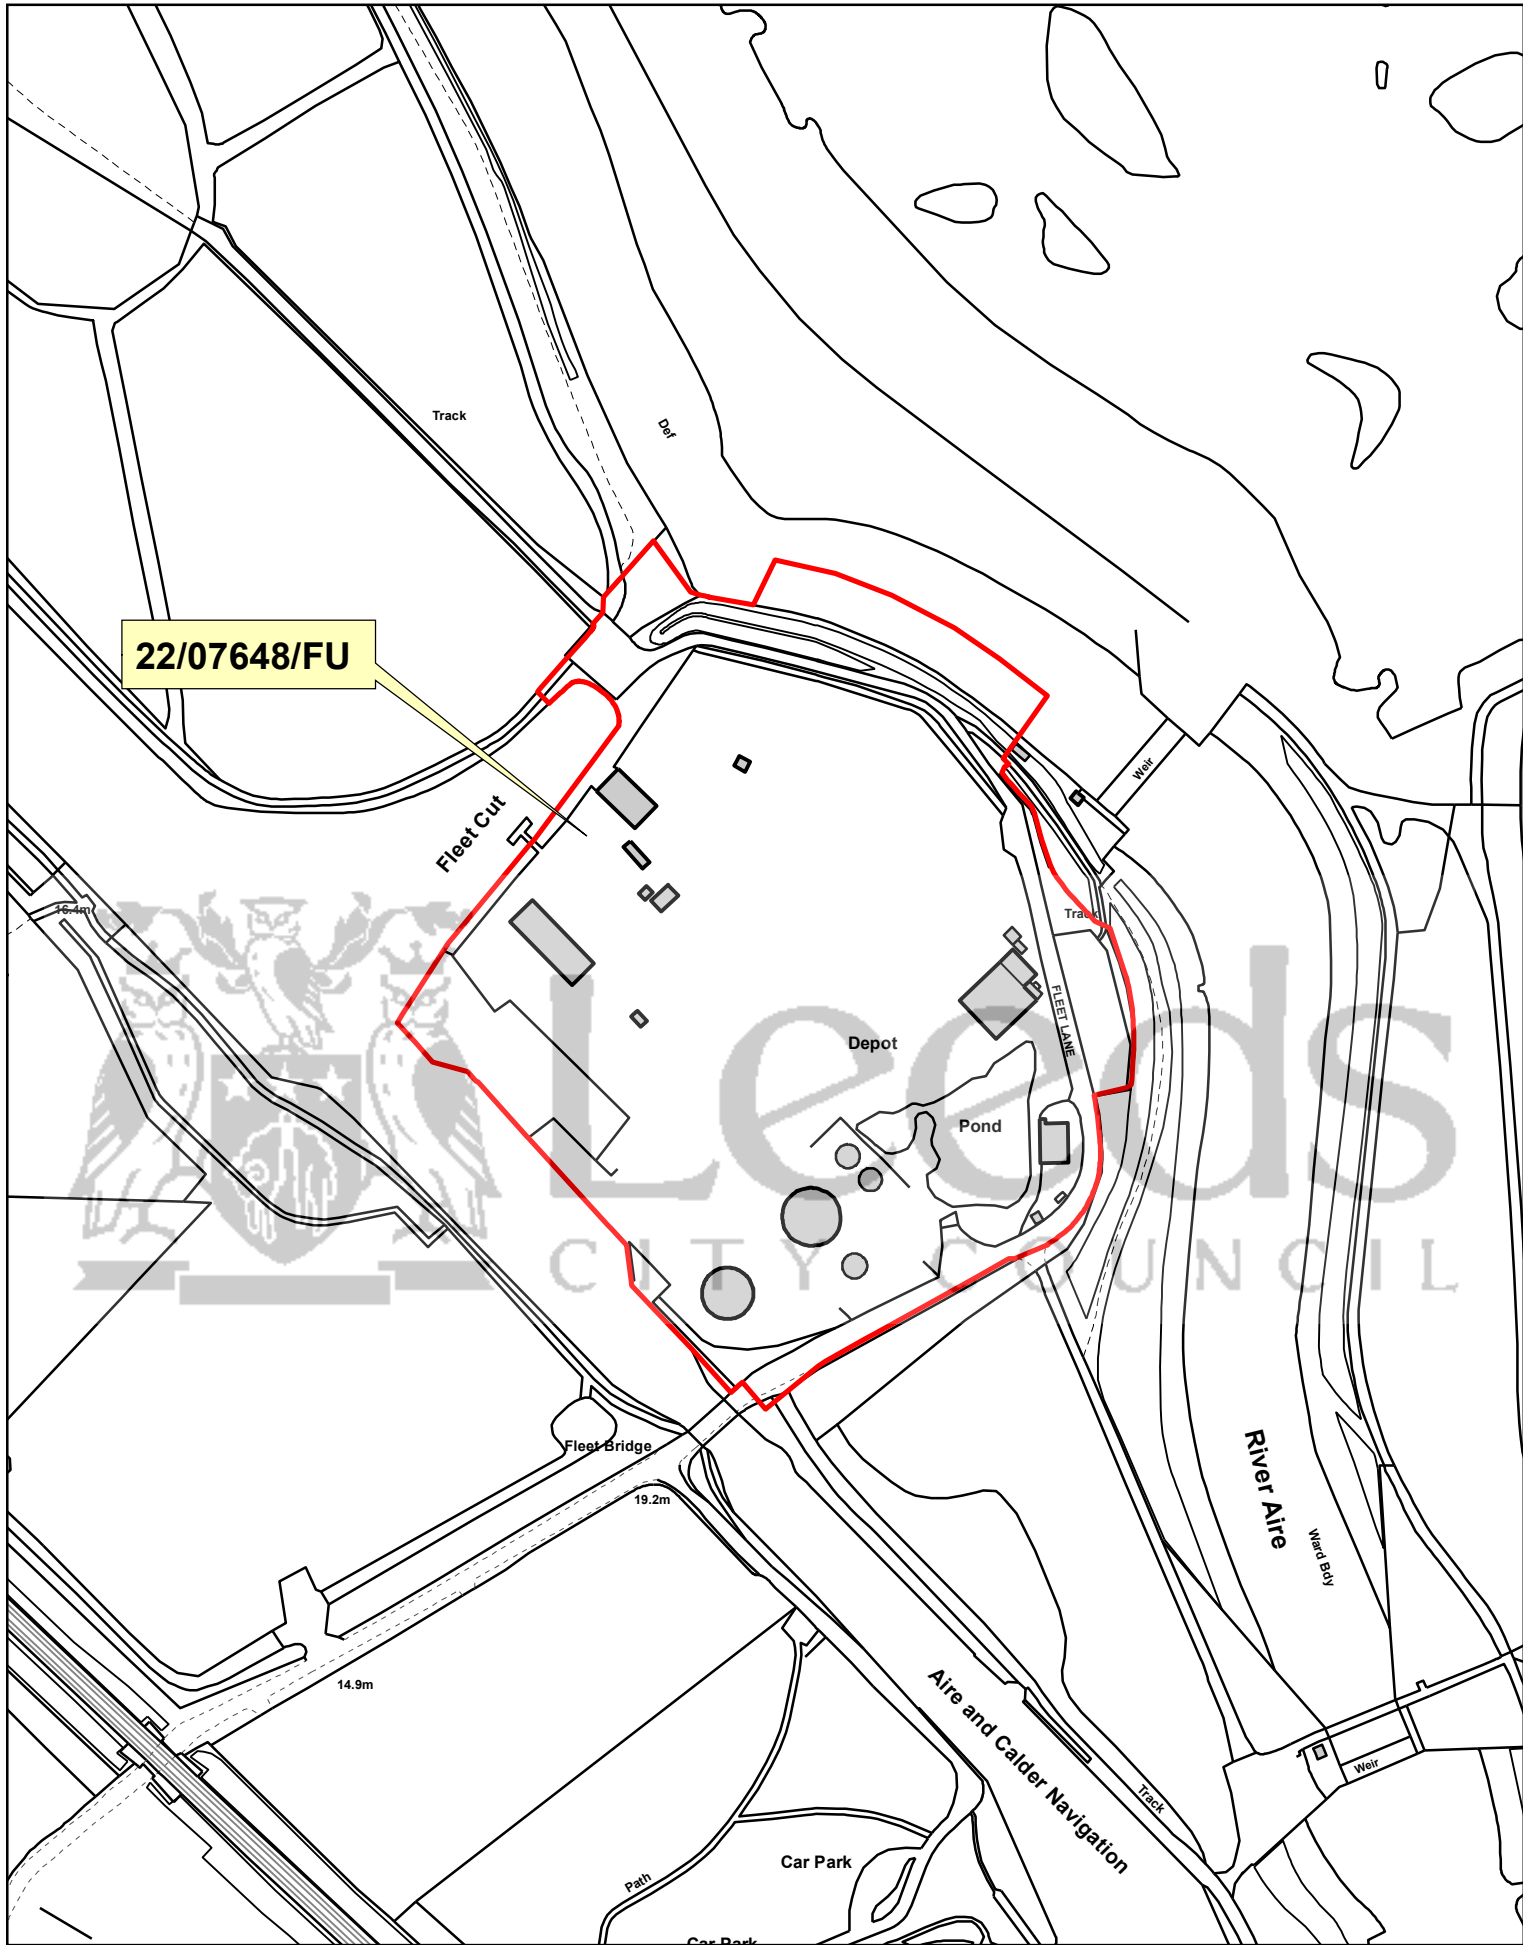 Track
Def
22/07648/FU
Weir
Fleet Cut
16.4m
Track
Leeds
FLEET LANE
Depot
Pond
CITY COUNCIL
Fleet Bridge
River Aire
19.2m
Ward Bdy
14.9m
Aire and Calder Navigation
Weir
Track
Car Park
Path
Car Park